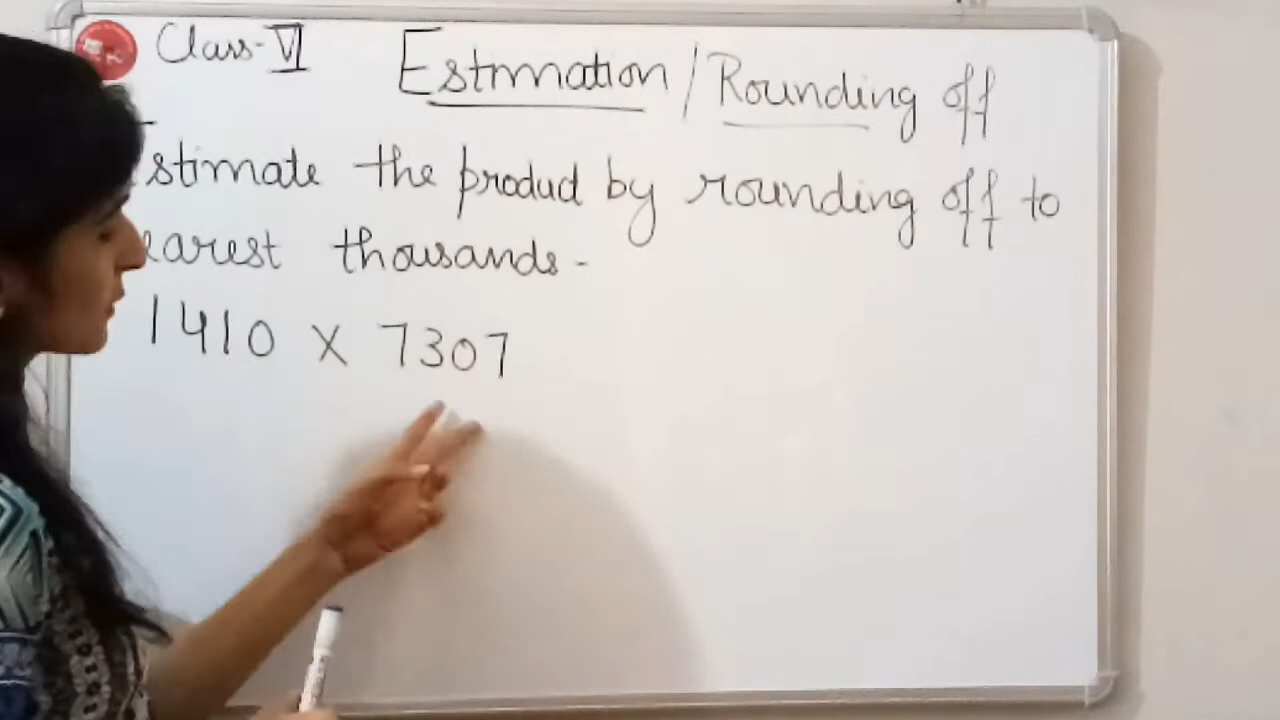 Class-VI
Estimation / Rounding off
stimate the product by rounding off to
earest thousands-
1410 X 7307